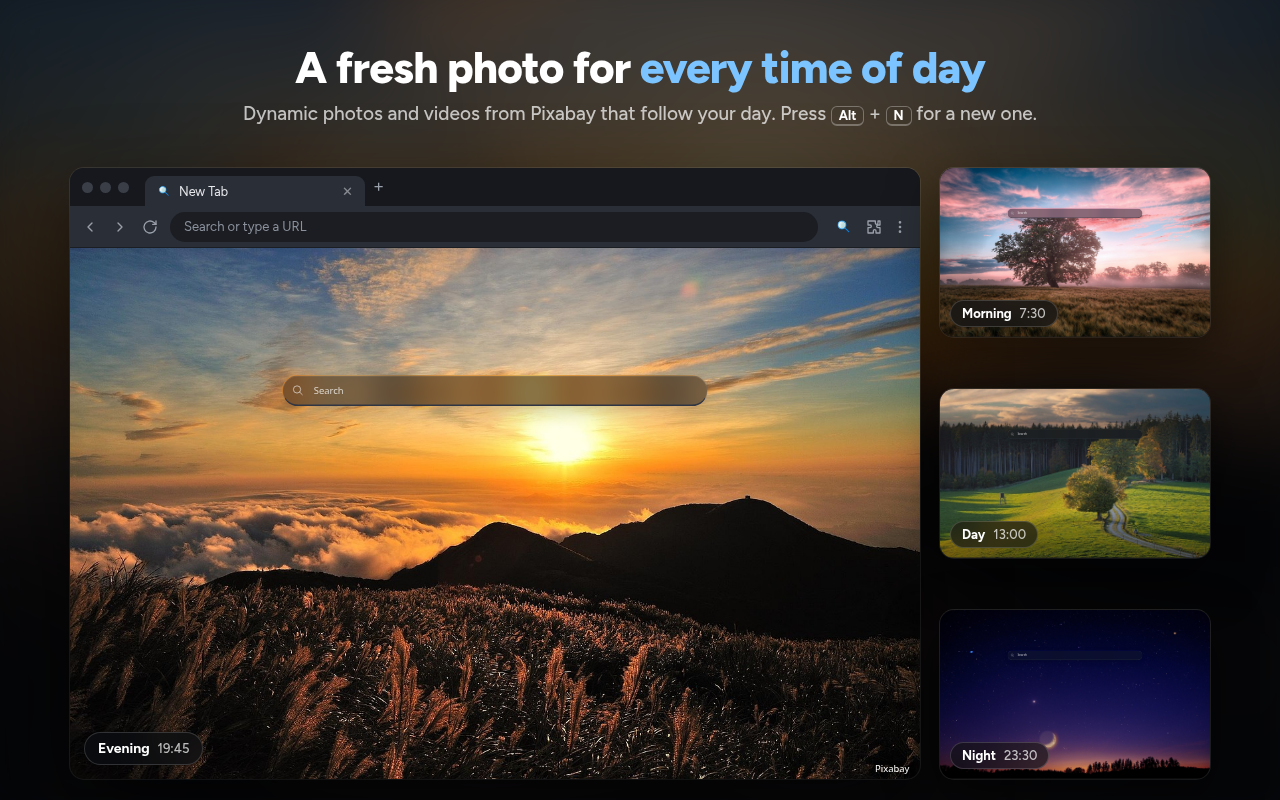 A fresh photo for every time of day
Dynamic photos and videos from Pixabay that follow your day. Press Alt + N for a new one.
New Tab
Search or type a URL
Search
Evening 19:45
Pixabay
Morning 7:30
Day 13:00
Night 23:30